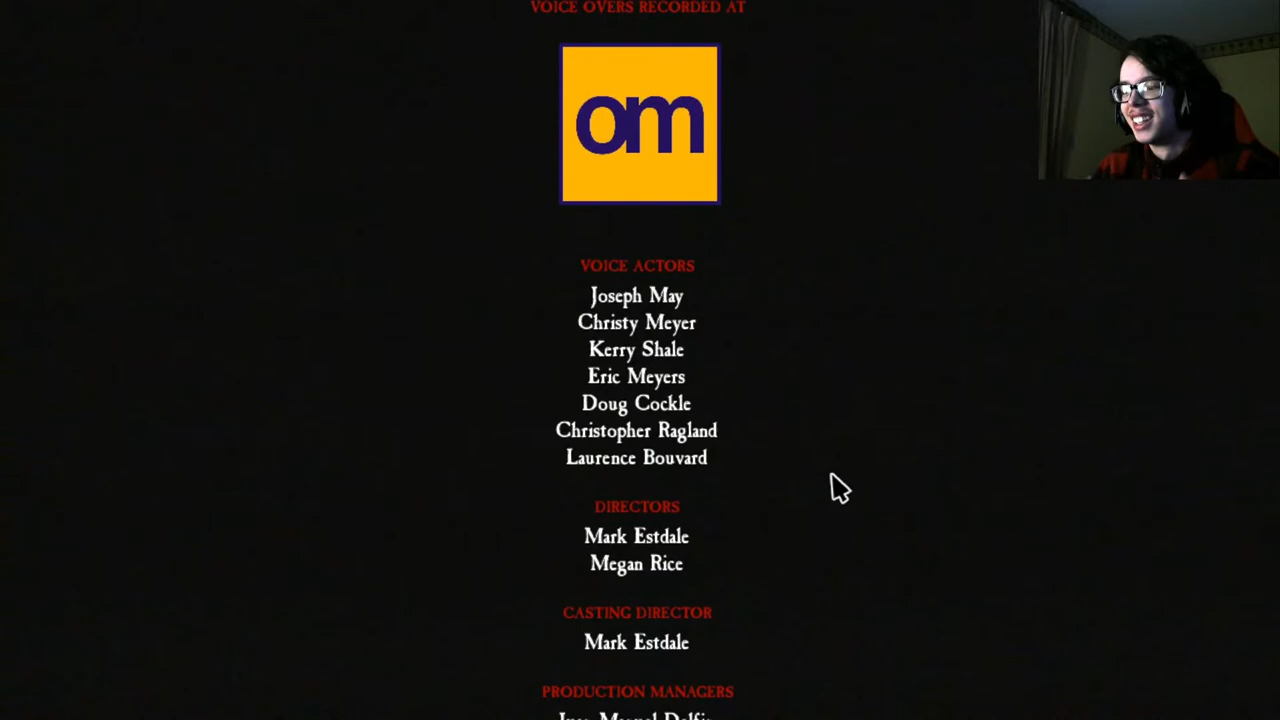 VOICE OVERS RECORDED AT
om
VOICE ACTORS
Joseph May
Christy Meyer
Kerry Shale
Eric Meyers
Doug Cockle
Christopher Ragland
Laurence Bouvard
DIRECTORS
Mark Estdale
Megan Rice
CASTING DIRECTOR
Mark Estdale
PRODUCTION MANAGERS